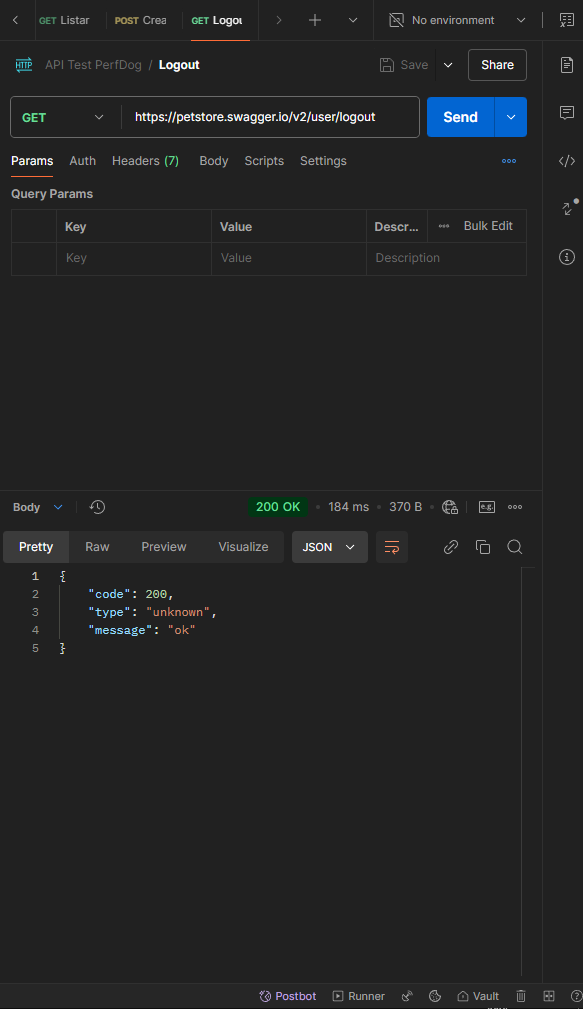 GET Listar POST Crea GET Logou No environment
HTTP API Test PerfDog / Logout Save Share
GET https://petstore.swagger.io/v2/user/logout Send
Params Auth Headers (7) Body Scripts Settings
Query Params
Key Value Descr... Bulk Edit
Key Value Description
Body 200 OK • 184 ms • 370 B • e.g.
Pretty Raw Preview Visualize JSON
1 {
2 "code": 200,
3 "type": "unknown",
4 "message": "ok"
5 }
Postbot Runner Vault